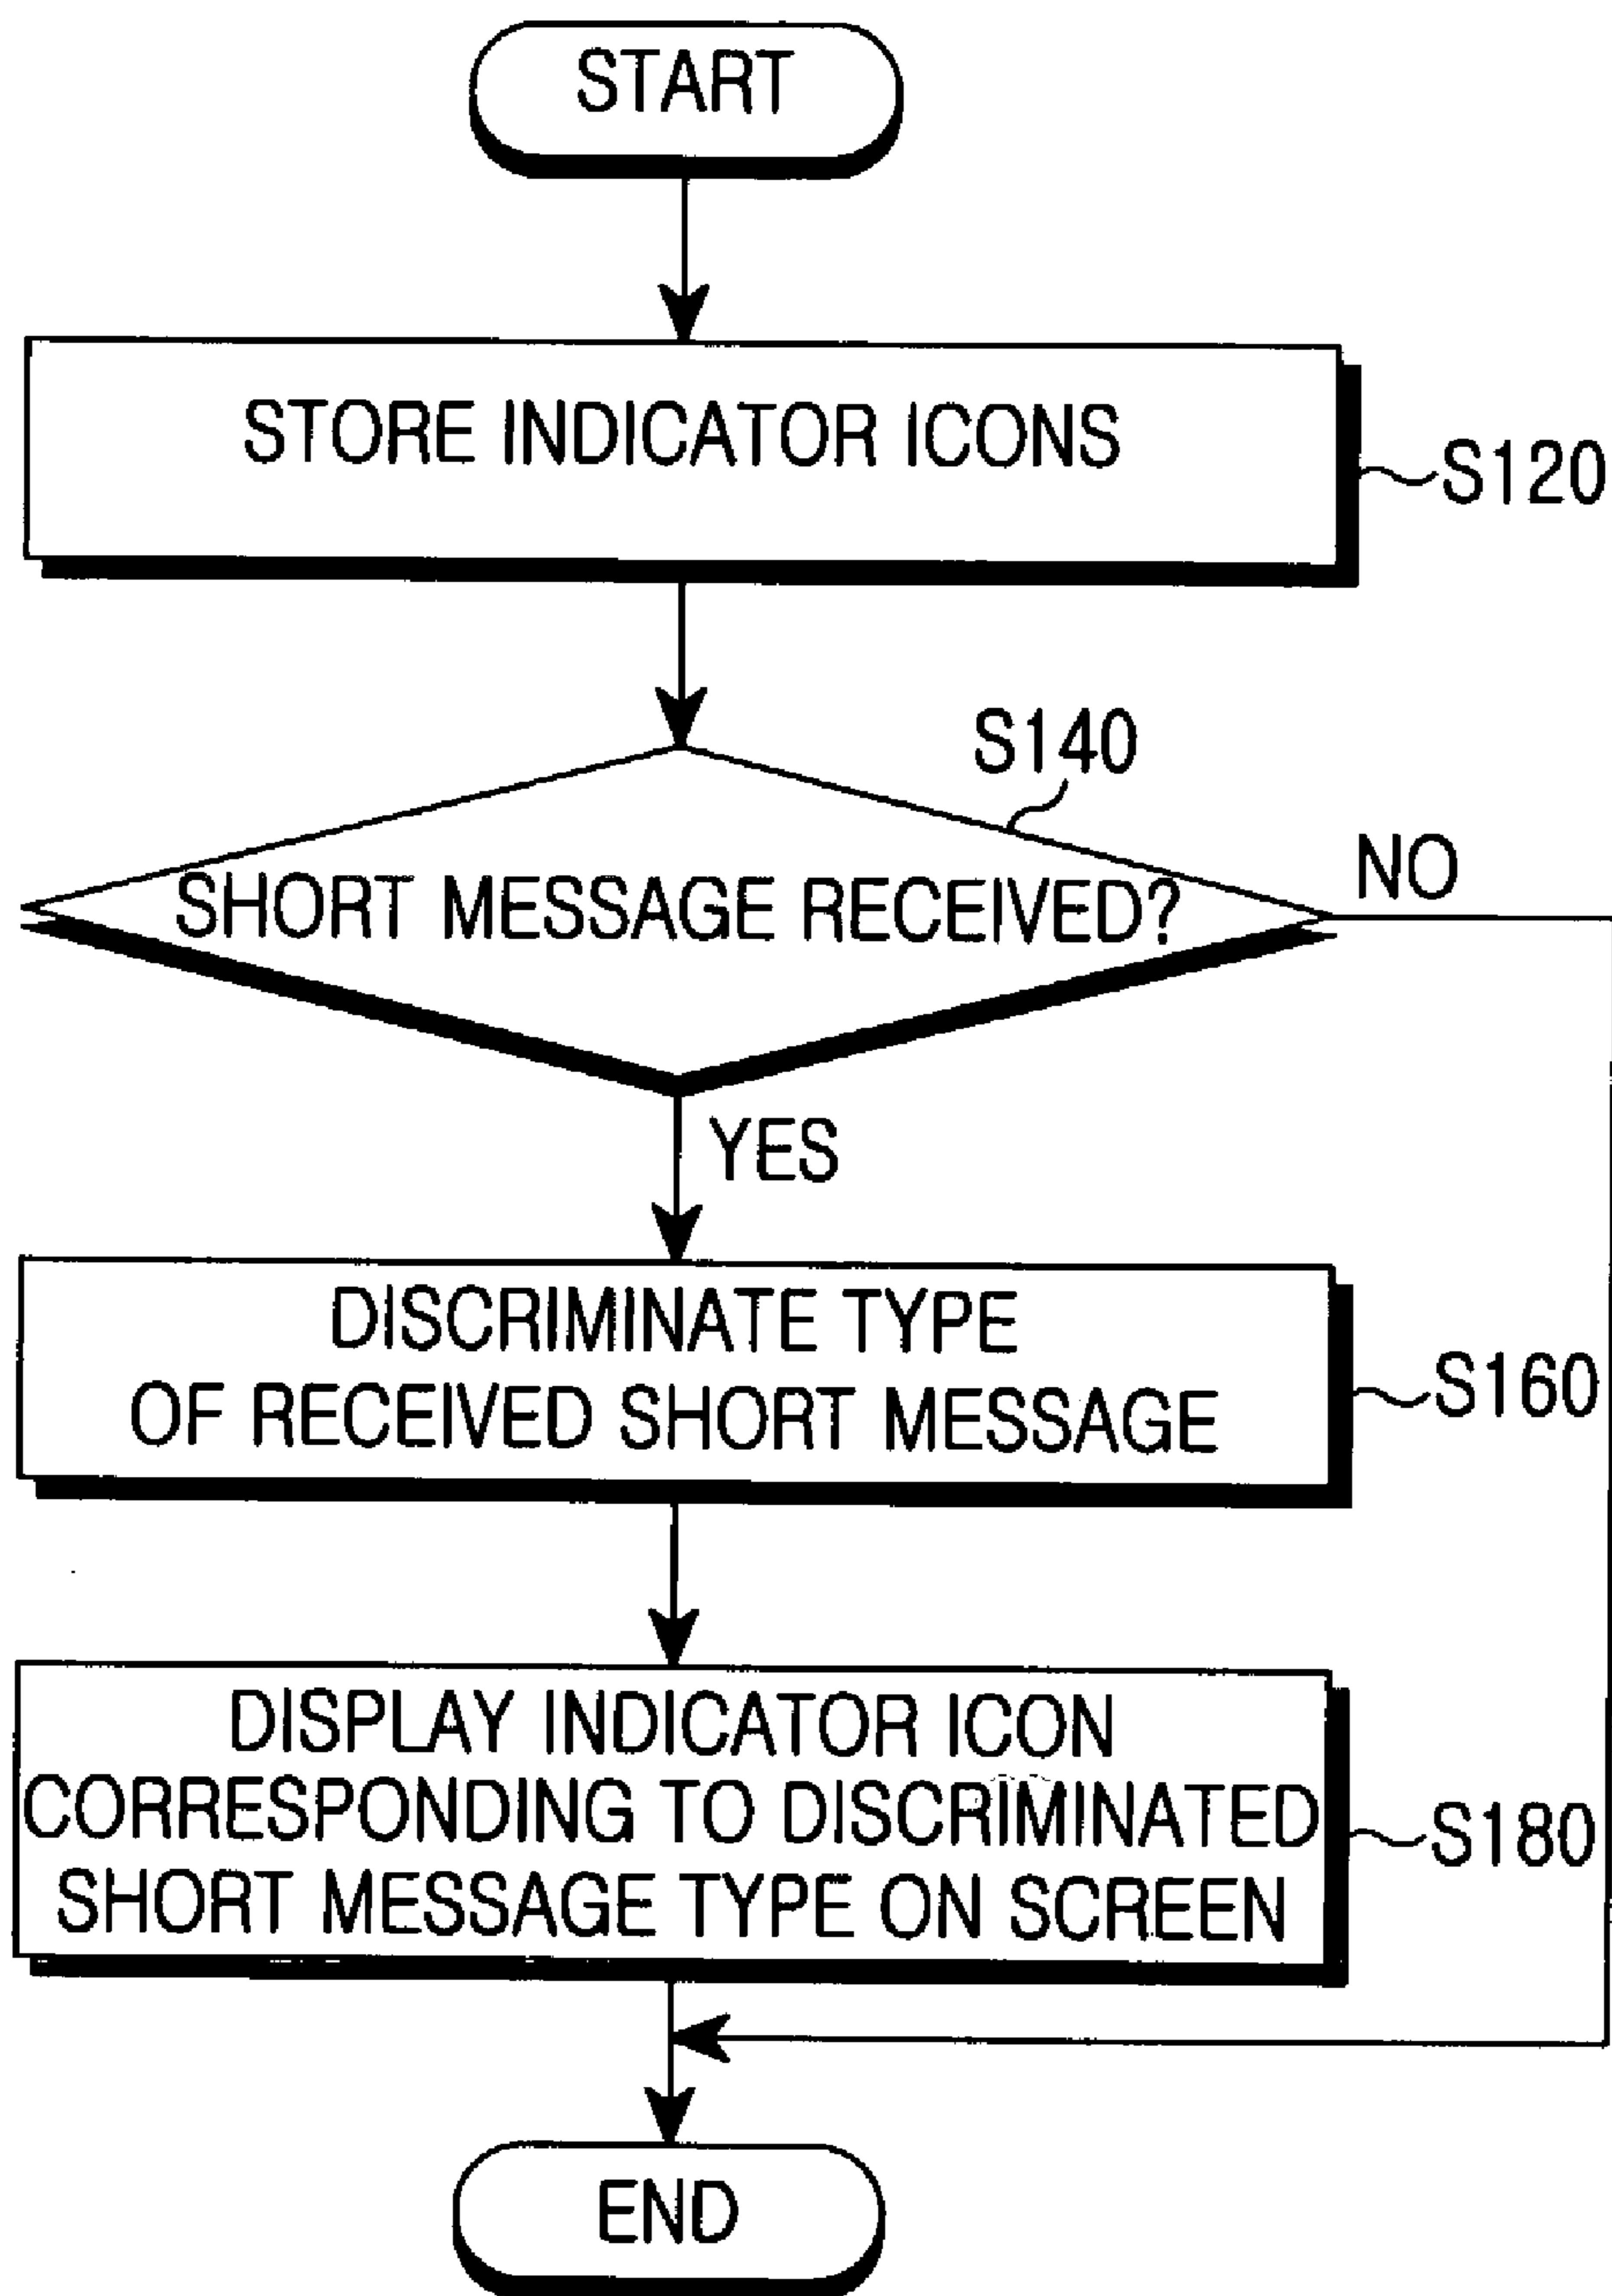 START
STORE INDICATOR ICONS
S120
S140
SHORT MESSAGE RECEIVED?
NO
YES
DISCRIMINATE TYPE
OF RECEIVED SHORT MESSAGE
S160
DISPLAY INDICATOR ICON
CORRESPONDING TO DISCRIMINATED
SHORT MESSAGE TYPE ON SCREEN
S180
END